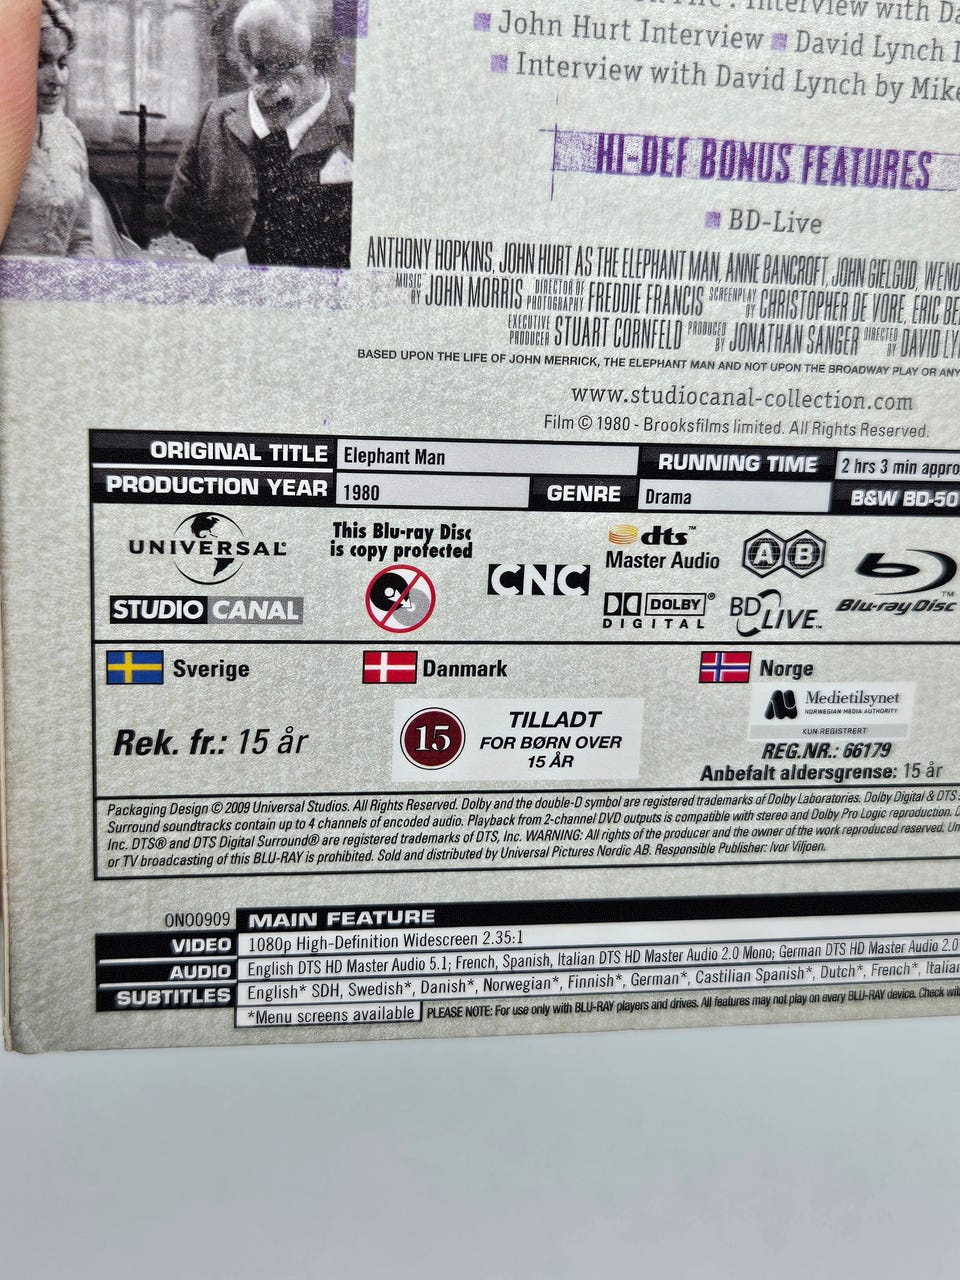 Interview with Da
John Hurt Interview David Lynch I
Interview with David Lynch by Mike
HI-DEF BONUS FEATURES
BD-Live
ANTHONY HOPKINS, JOHN HURT AS THE ELEPHANT MAN, ANNE BANCROFT, JOHN GIELGUD, WEND
MUSIC BY JOHN MORRIS DIRECTOR OF PHOTOGRAPHY FREDDIE FRANCIS SCREENPLAY BY CHRISTOPHER DE VORE, ERIC BE
EXECUTIVE PRODUCER STUART CORNFELD PRODUCED BY JONATHAN SANGER DIRECTED BY DAVID LY
BASED UPON THE LIFE OF JOHN MERRICK, THE ELEPHANT MAN AND NOT UPON THE BROADWAY PLAY OR ANY
www.studiocanal-collection.com
Film © 1980 - Brooksfilms limited. All Rights Reserved.
ORIGINAL TITLE Elephant Man RUNNING TIME 2 hrs 3 min appro
PRODUCTION YEAR 1980 GENRE Drama B&W BD-50
UNIVERSAL
STUDIO CANAL
This Blu-ray Disc
is copy protected
CNC
dts™
Master Audio
DOLBY®
DIGITAL
A B
BD LIVE™
Blu-ray Disc™
Sverige Danmark Norge
Rek. fr.: 15 år
15
TILLADT
FOR BØRN OVER
15 ÅR
Medietilsynet
NORWEGIAN MEDIA AUTHORITY
KUN REGISTRERT
REG.NR.: 66179
Anbefalt aldersgrense: 15 år
Packaging Design © 2009 Universal Studios. All Rights Reserved. Dolby and the double-D symbol are registered trademarks of Dolby Laboratories. Dolby Digital & DTS
Surround soundtracks contain up to 4 channels of encoded audio. Playback from 2-channel DVD outputs is compatible with stereo and Dolby Pro Logic reproduction. D
Inc. DTS® and DTS Digital Surround® are registered trademarks of DTS, Inc. WARNING: All rights of the producer and the owner of the work reproduced reserved. Un
or TV broadcasting of this BLU-RAY is prohibited. Sold and distributed by Universal Pictures Nordic AB. Responsible Publisher: Ivor Viljoen.
ONO0909 MAIN FEATURE
VIDEO 1080p High-Definition Widescreen 2.35:1
AUDIO English DTS HD Master Audio 5.1; French, Spanish, Italian DTS HD Master Audio 2.0 Mono; German DTS HD Master Audio 2.0
SUBTITLES English* SDH, Swedish*, Danish*, Norwegian*, Finnish*, German*, Castilian Spanish*, Dutch*, French*, Italian
*Menu screens available PLEASE NOTE: For use only with BLU-RAY players and drives. All features may not play on every BLU-RAY device. Check wit